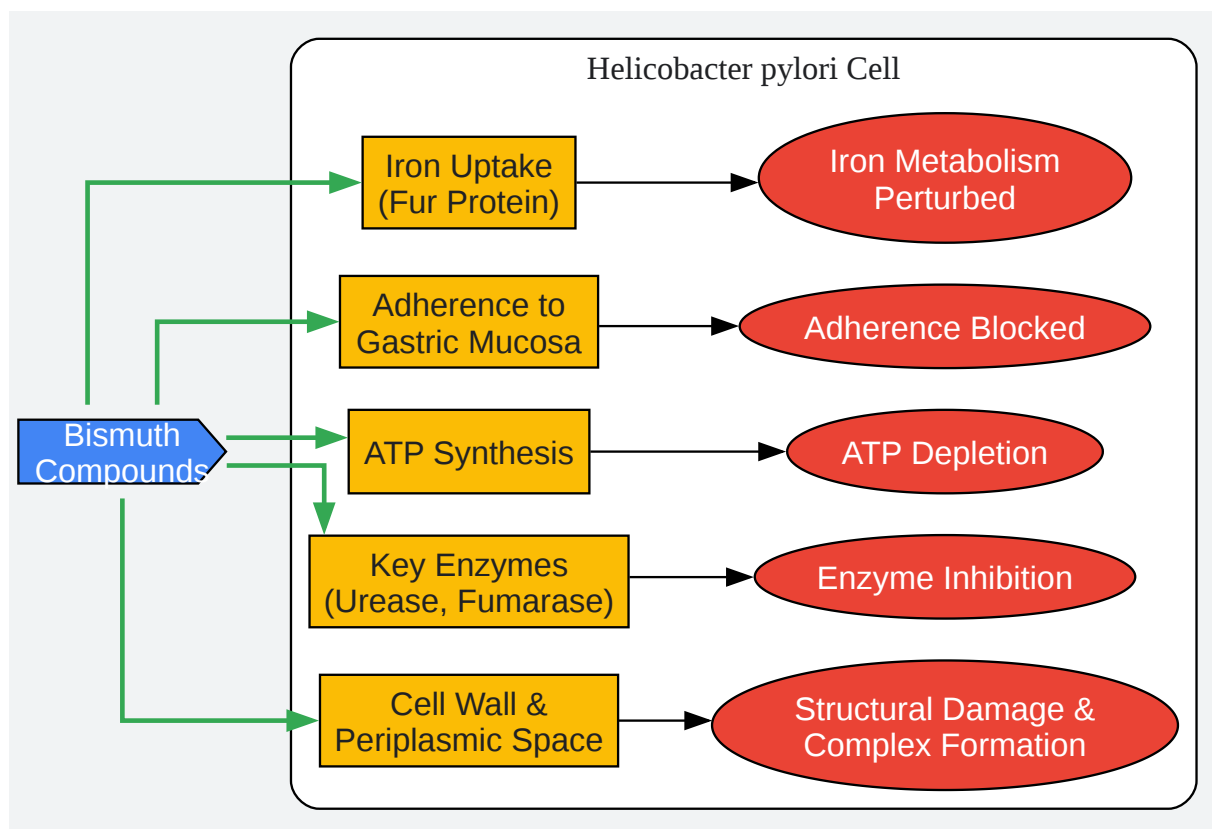 Helicobacter pylori Cell
Iron Uptake
(Fur Protein)
Iron Metabolism
Perturbed
Adherence to
Gastric Mucosa
Adherence Blocked
Bismuth
Compounds
ATP Synthesis
ATP Depletion
Key Enzymes
(Urease, Fumarase)
Enzyme Inhibition
Cell Wall &
Periplasmic Space
Structural Damage &
Complex Formation